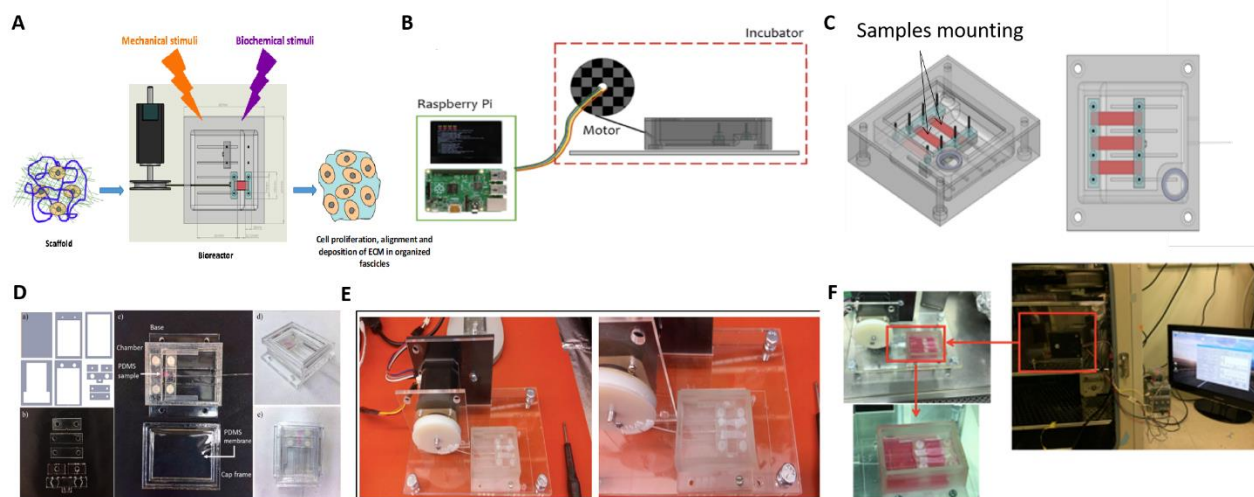 A
Mechanical stimuli
Biochemical stimuli
Scaffold
Bioreactor
Cell proliferation, alignment and
deposition of ECM in organized
fascicles
B
Incubator
Raspberry Pi
Motor
C
Samples mounting
D
a)
b)
c)
Base
Chamber
PDMS
sample
PDMS
membrane
Cap frame
d)
e)
E
F